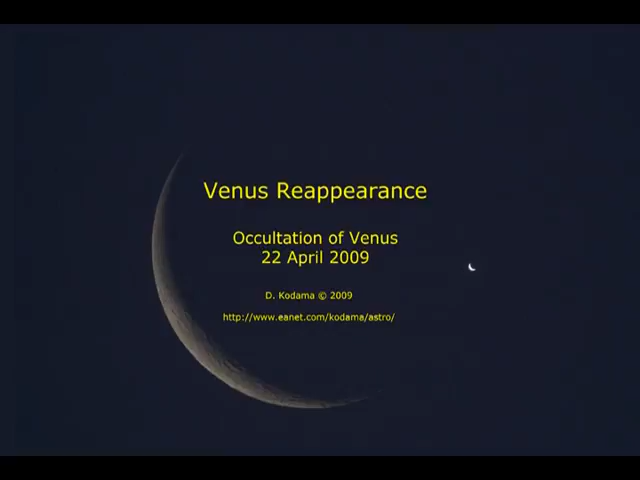 Venus Reappearance
Occultation of Venus
22 April 2009
D. Kodama © 2009
http://www.eanet.com/kodama/astro/